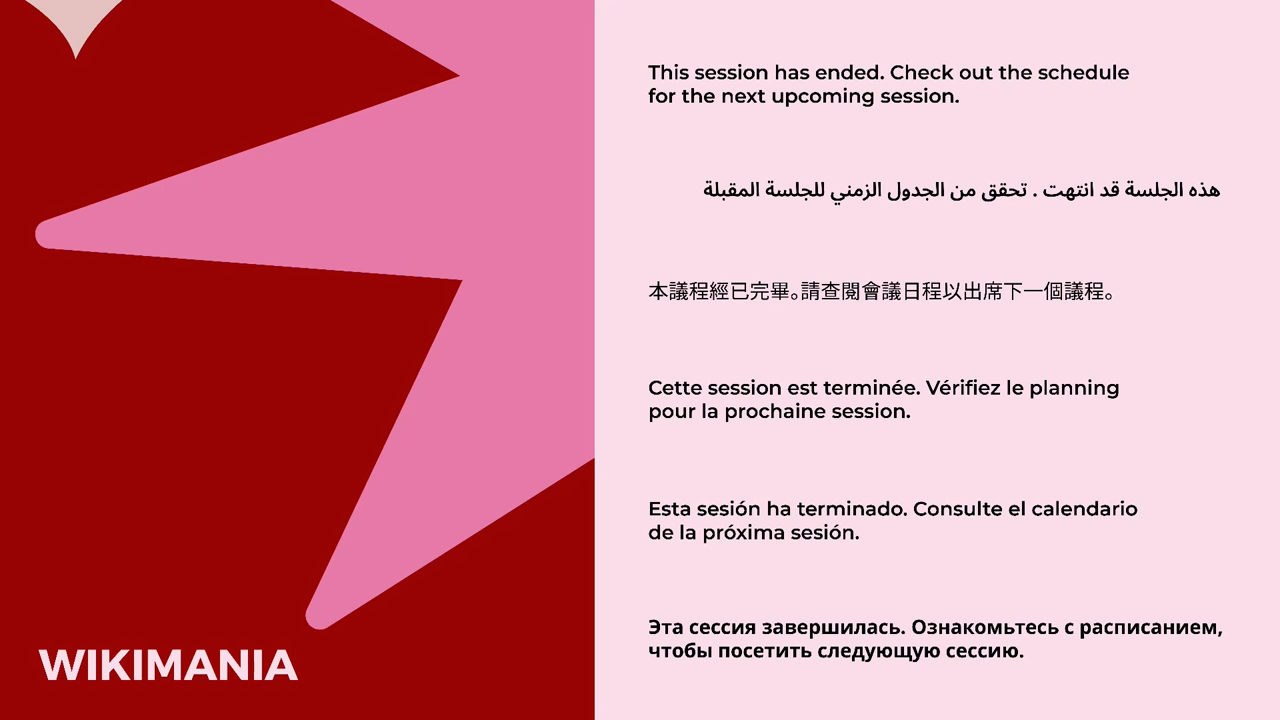 This session has ended. Check out the schedule
for the next upcoming session.
هذه الجلسة قد انتهت . تحقق من الجدول الزمني للجلسة المقبلة
本議程經已完畢。請查閱會議日程以出席下一個議程。
Cette session est terminée. Vérifiez le planning
pour la prochaine session.
Esta sesión ha terminado. Consulte el calendario
de la próxima sesión.
Эта сессия завершилась. Ознакомьтесь с расписанием,
чтобы посетить следующую сессию.
WIKIMANIA